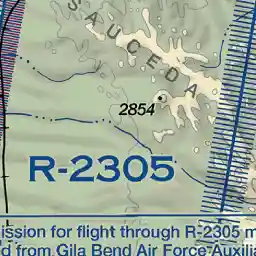 SAUCEDA
2854
R-2305
ission for flight through R-2305 m
d from Gila Bend Air Force Auxilia